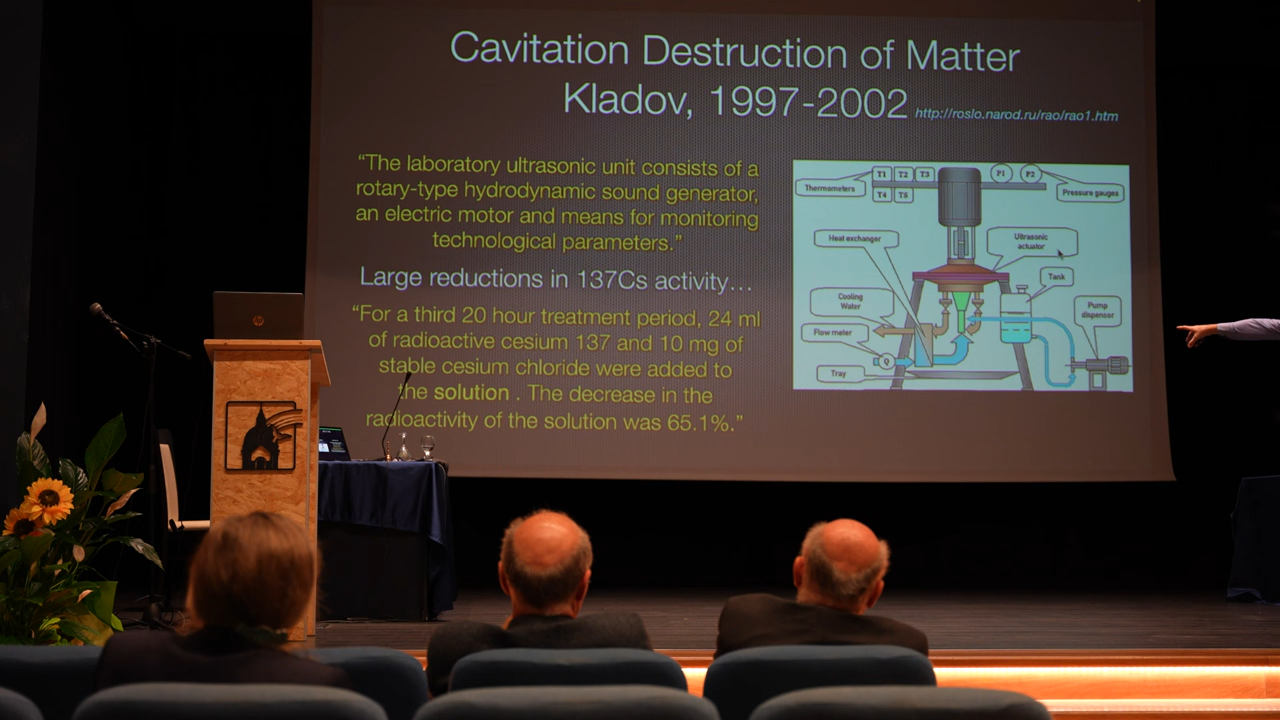 Cavitation Destruction of Matter
Kladov, 1997-2002 http://roslo.narod.ru/rao/rao1.htm
“The laboratory ultrasonic unit consists of a
rotary-type hydrodynamic sound generator,
an electric motor and means for monitoring
technological parameters.”
Large reductions in 137Cs activity…
“For a third 20 hour treatment period, 24 ml
of radioactive cesium 137 and 10 mg of
stable cesium chloride were added to
the solution . The decrease in the
radioactivity of the solution was 65.1%.”
T1 T2 T3
P1 P2
Thermometers
T4 T5
Pressure gauges
Heat exchanger
Ultrasonic
actuator
Tank
Cooling
Water
Pump
dispensor
Flow meter
Q
Tray
hp